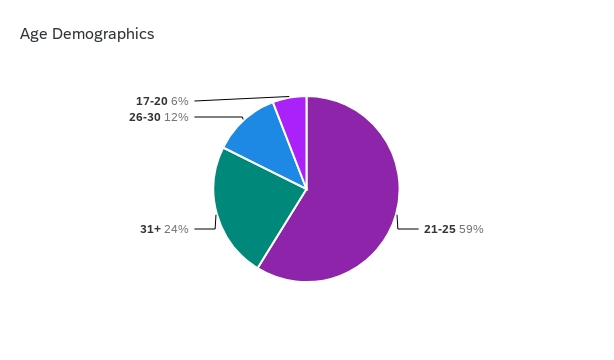 Age Demographics
17-20 6%
26-30 12%
31+ 24%
21-25 59%